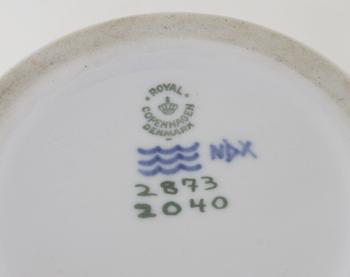 ROYAL
COPENHAGEN
DENMARK
NDX
2873
2040